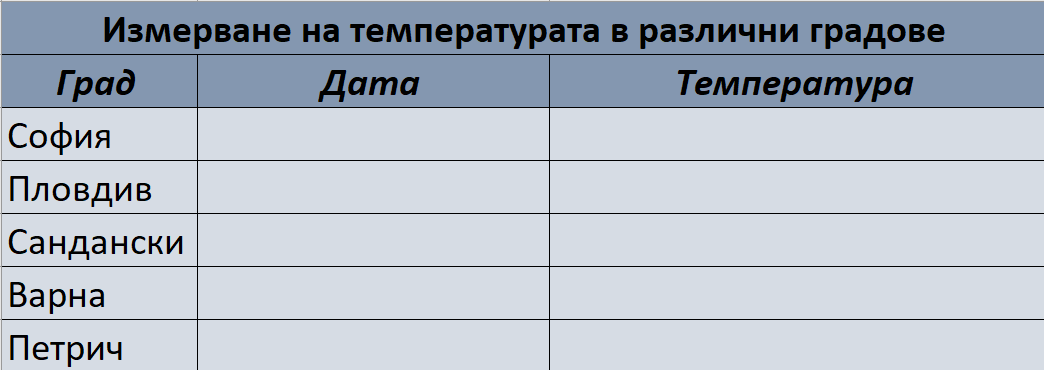 Измерване на температурата в различни градове
Град Дата Температура
София
Пловдив
Сандански
Варна
Петрич